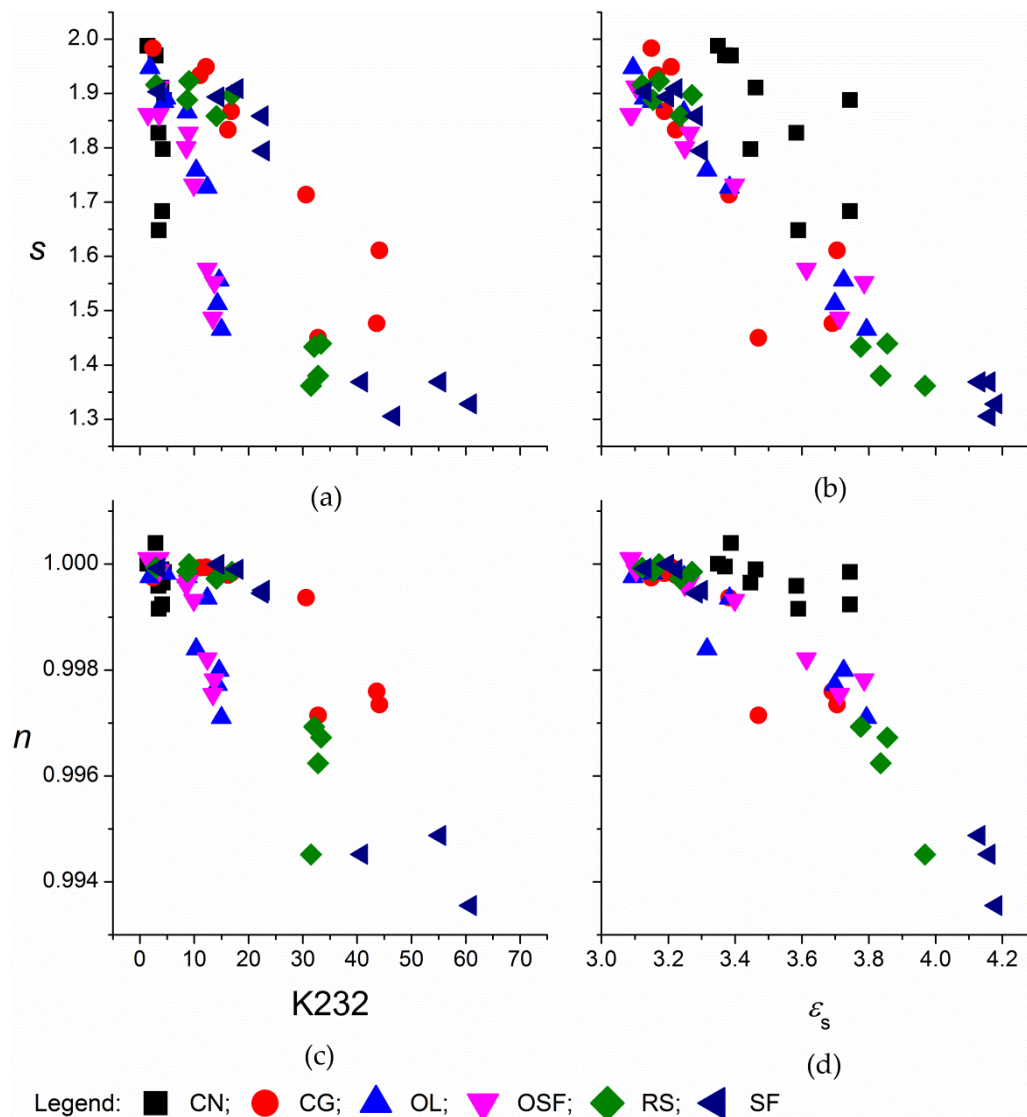 2.0
1.9
1.8
1.7
1.6
1.5
1.4
1.3
s
(a)
(b)
1.000
0.998
0.996
0.994
n
0 10 20 30 40 50 60 70
3.0 3.2 3.4 3.6 3.8 4.0 4.2
K232
εs
(c)
(d)
Legend: CN; CG; OL; OSF; RS; SF